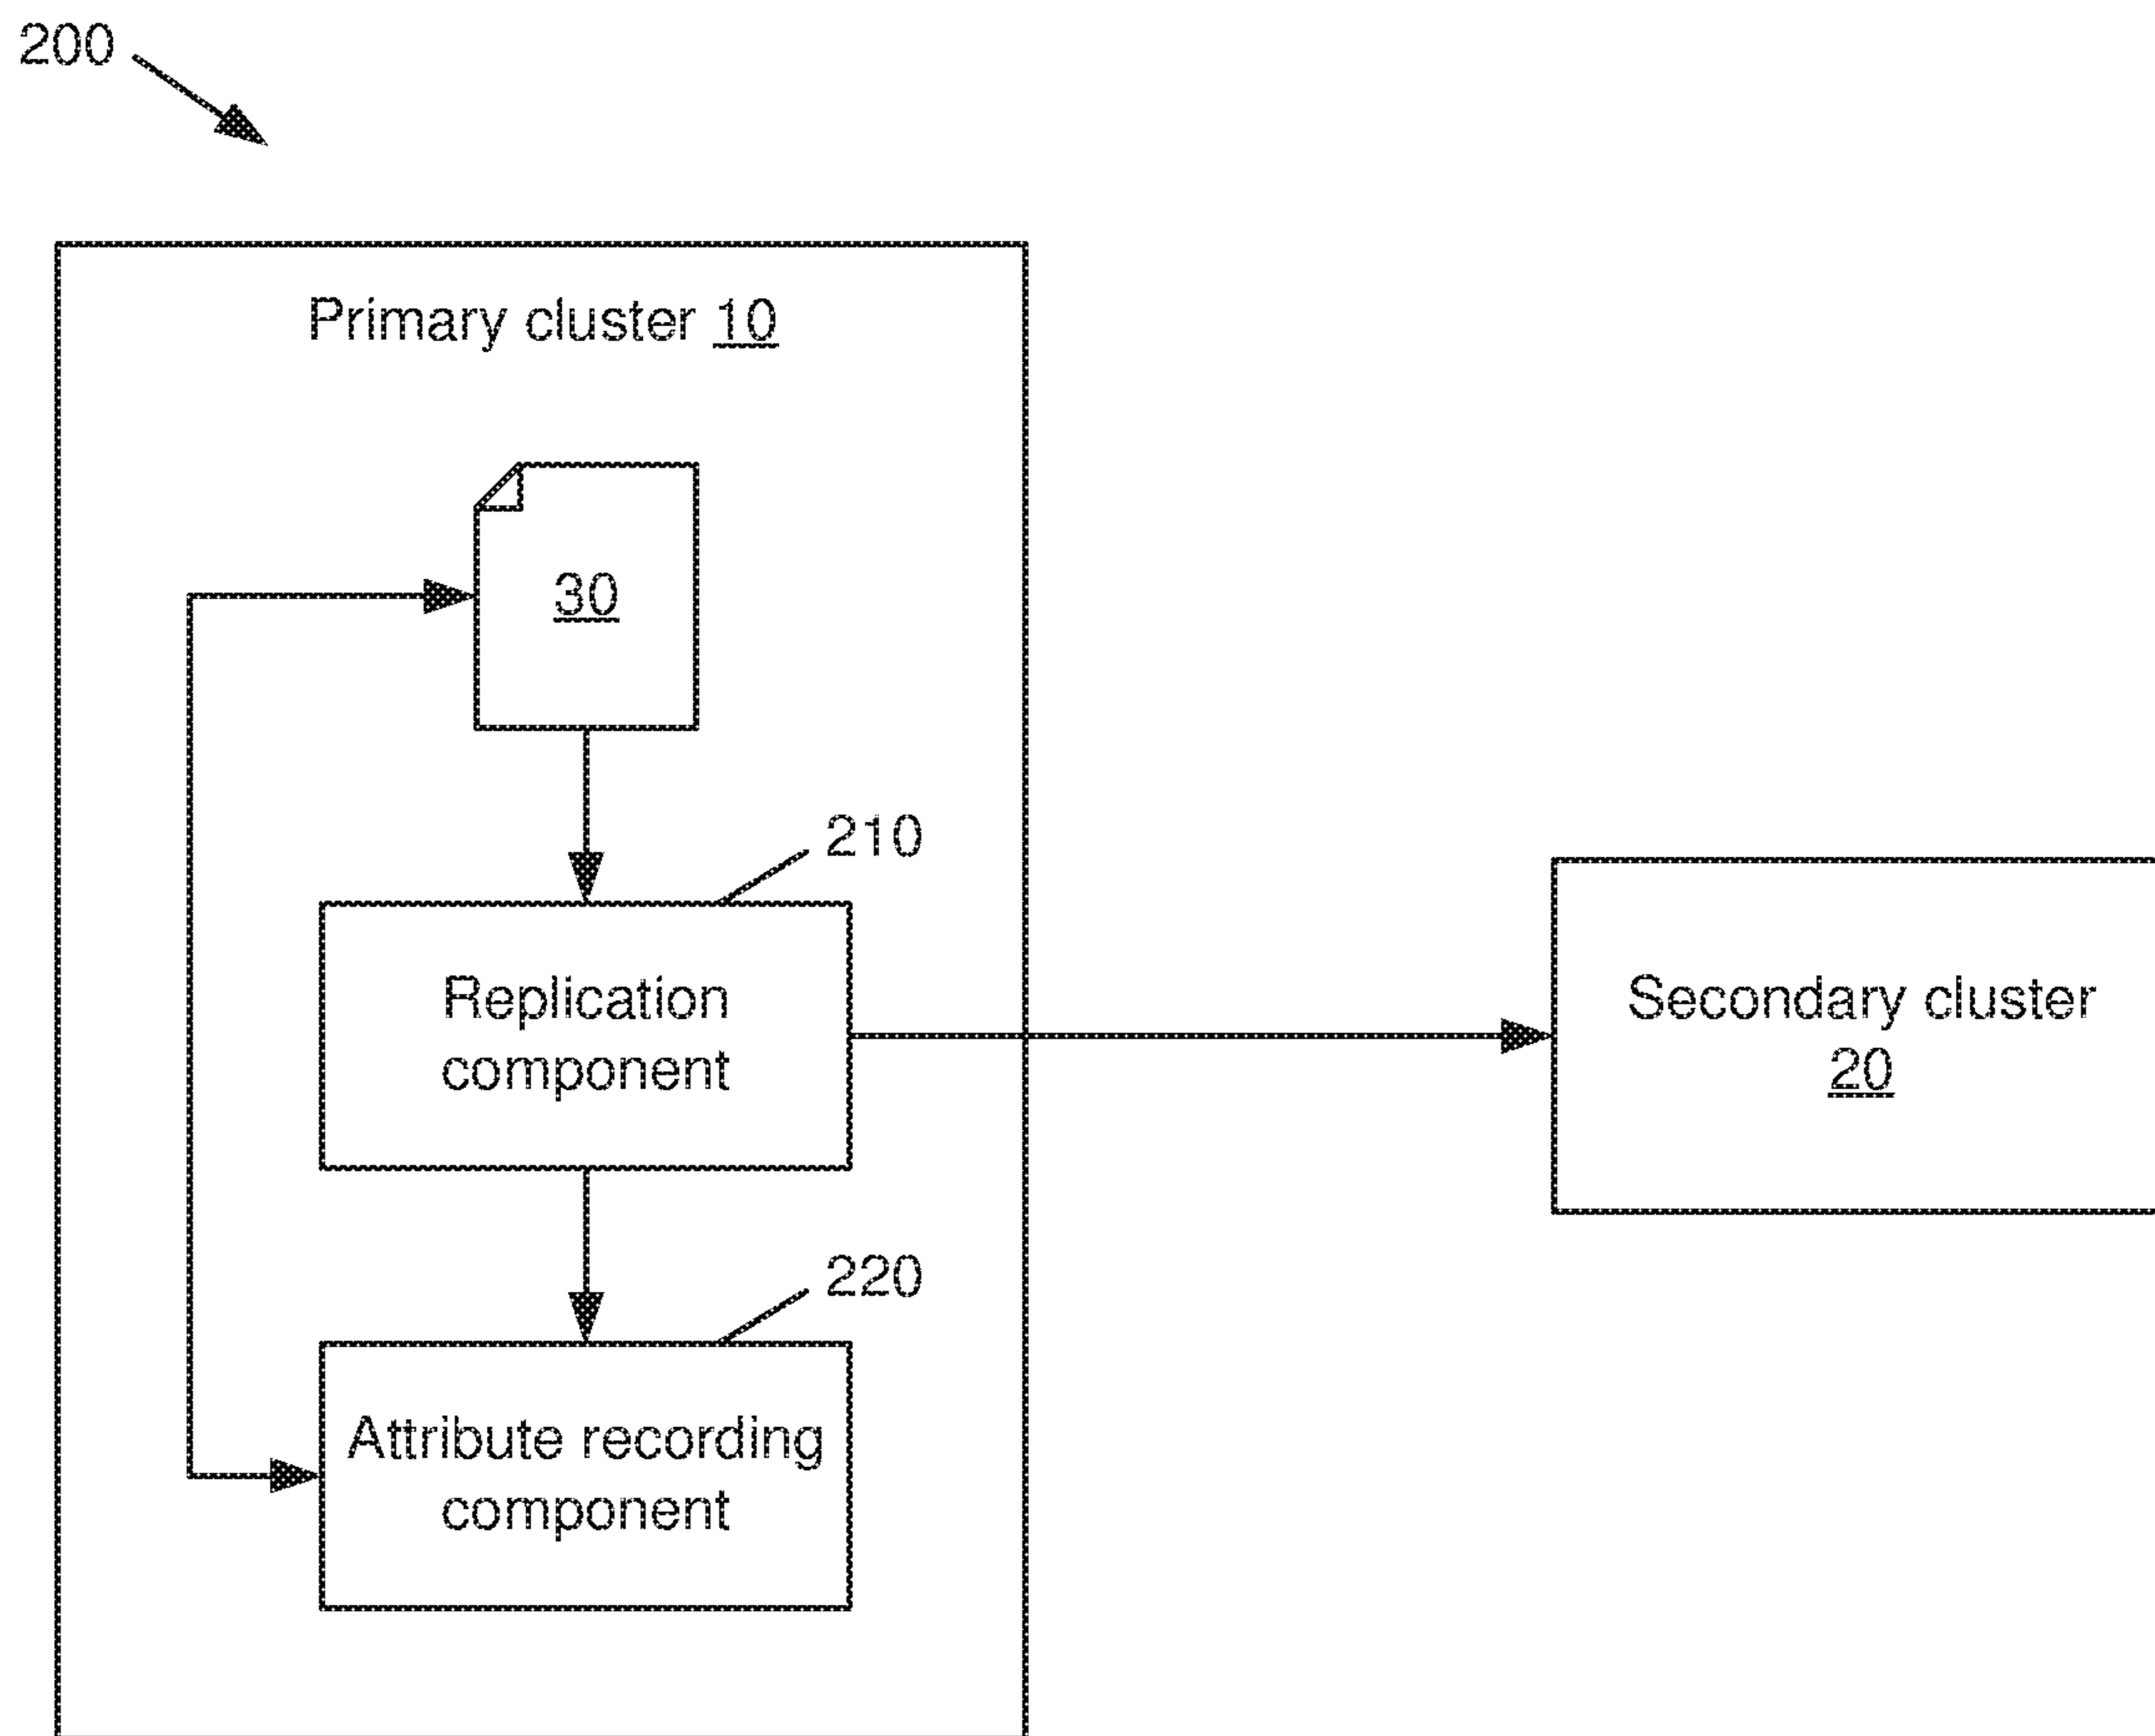 200
Primary cluster 10
30
210
Replication
component
Secondary cluster
20
220
Attribute recording
component